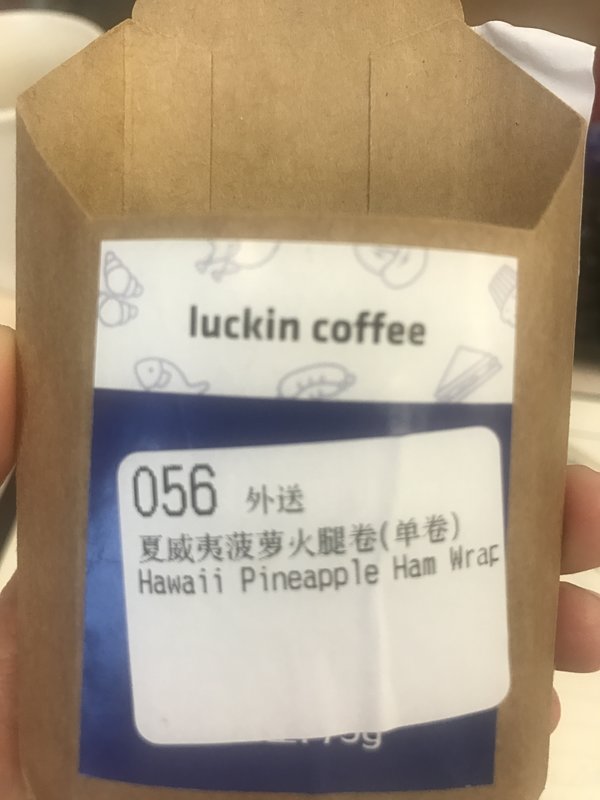 luckin coffee
056 外送
夏威夷菠萝火腿卷(单卷)
Hawaii Pineapple Ham Wrap